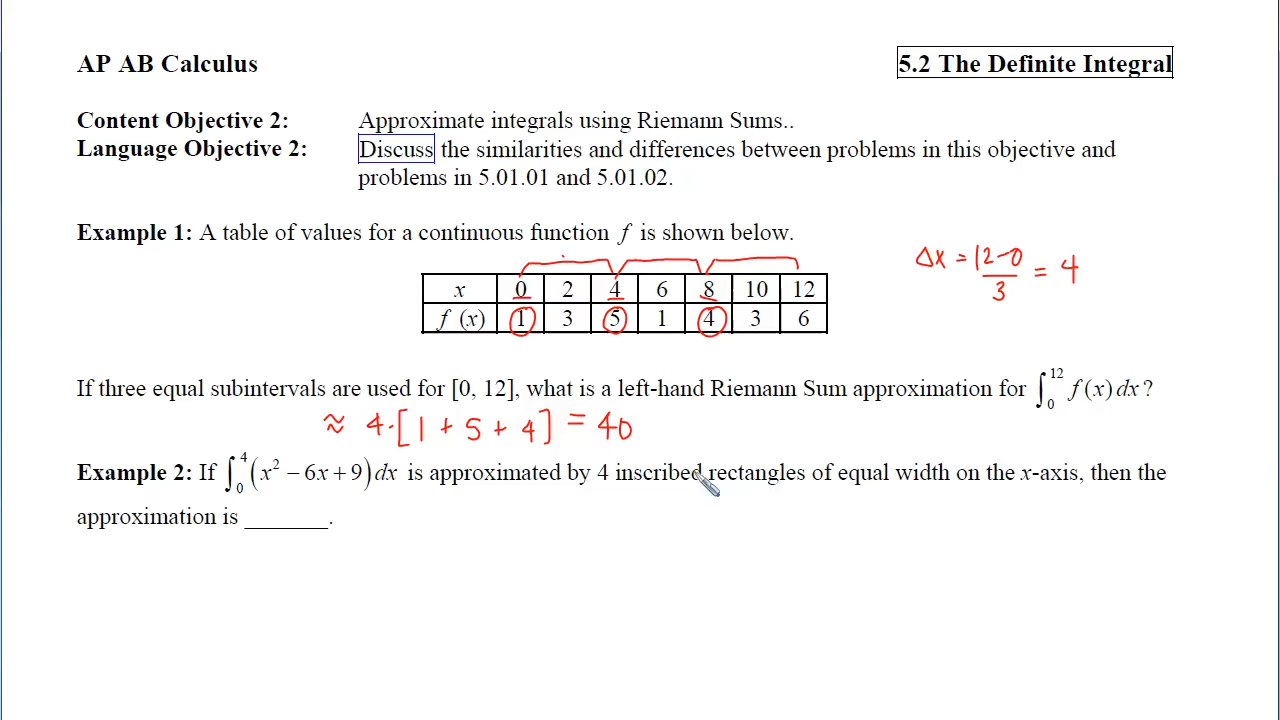 AP AB Calculus 5.2 The Definite Integral
Content Objective 2: Approximate integrals using Riemann Sums..
Language Objective 2: Discuss the similarities and differences between problems in this objective and
problems in 5.01.01 and 5.01.02.
Example 1: A table of values for a continuous function f is shown below.
Δx = 12-0/3 = 4
x 0 2 4 6 8 10 12
f (x) 1 3 5 1 4 3 6
If three equal subintervals are used for [0, 12], what is a left-hand Riemann Sum approximation for ∫₀¹² f(x) dx ?
≈ 4·[1 + 5 + 4] = 40
Example 2: If ∫₀⁴ (x² − 6x + 9) dx is approximated by 4 inscribed rectangles of equal width on the x-axis, then the
approximation is _______.